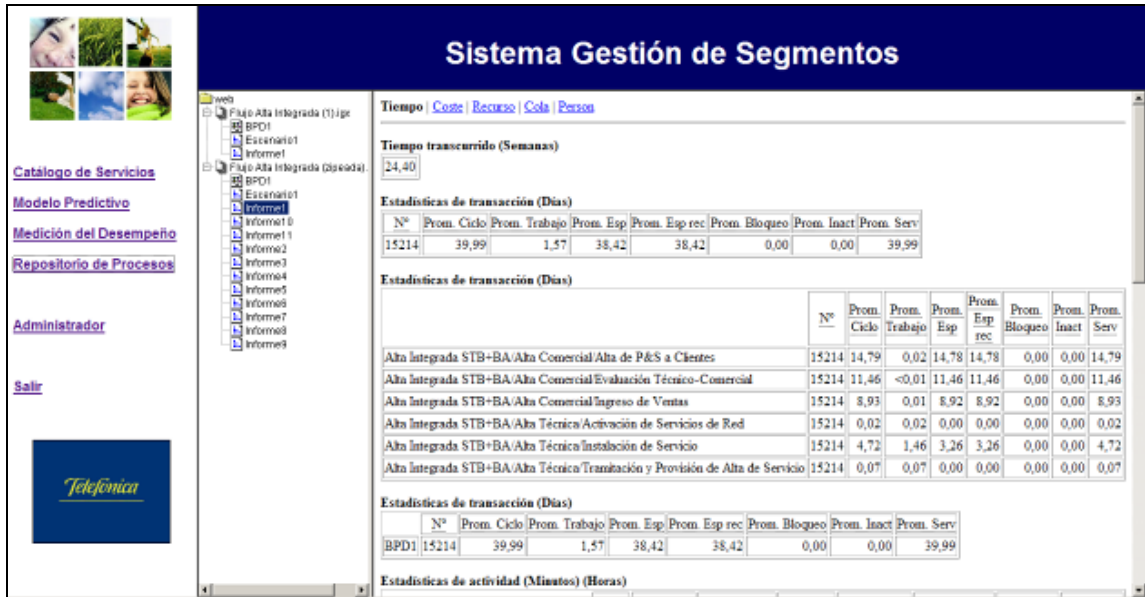 Sistema Gestión de Segmentos
Catálogo de Servicios
Modelo Predictivo
Medición del Desempeño
Repositorio de Procesos
Administrador
Salir
Telefónica
web
Flujo Alta Integrada (1).igx
BPD1
Escenario1
Informe1
Flujo Alta Integrada (zipeada).
BPD1
Escenario1
Informe1
Informe10
Informe11
Informe2
Informe3
Informe4
Informe5
Informe6
Informe7
Informe8
Informe9
Tiempo | Coste | Recurso | Cola | Person.
Tiempo transcurrido (Semanas)
24,40
Estadísticas de transacción (Días)
Nº Prom. Ciclo Prom. Trabajo Prom. Esp Prom. Esp rec Prom. Bloqueo Prom. Inact Prom. Serv
15214 39,99 1,57 38,42 38,42 0,00 0,00 39,99
Estadísticas de transacción (Días)
Nº Prom. Ciclo Prom. Trabajo Prom. Esp Prom. Esp rec Prom. Bloqueo Prom. Inact Prom. Serv
Alta Integrada STB+BA/Alta Comercial/Alta de P&S a Clientes 15214 14,79 0,02 14,78 14,78 0,00 0,00 14,79
Alta Integrada STB+BA/Alta Comercial/Evaluación Técnico-Comercial 15214 11,46 <0,01 11,46 11,46 0,00 0,00 11,46
Alta Integrada STB+BA/Alta Comercial/Ingreso de Ventas 15214 8,93 0,01 8,92 8,92 0,00 0,00 8,93
Alta Integrada STB+BA/Alta Técnica/Activación de Servicios de Red 15214 0,02 0,02 0,00 0,00 0,00 0,00 0,02
Alta Integrada STB+BA/Alta Técnica/Instalación de Servicio 15214 4,72 1,46 3,26 3,26 0,00 0,00 4,72
Alta Integrada STB+BA/Alta Técnica/Tramitación y Provisión de Alta de Servicio 15214 0,07 0,07 0,00 0,00 0,00 0,00 0,07
Estadísticas de transacción (Días)
Nº Prom. Ciclo Prom. Trabajo Prom. Esp Prom. Esp rec Prom. Bloqueo Prom. Inact Prom. Serv
BPD1 15214 39,99 1,57 38,42 38,42 0,00 0,00 39,99
Estadísticas de actividad (Minutos) (Horas)